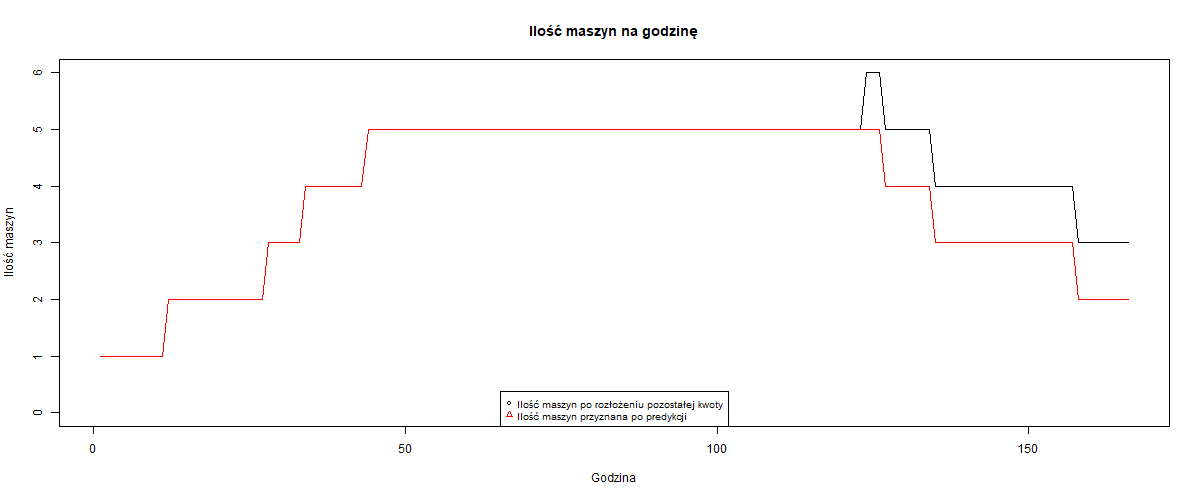 Ilość maszyn na godzinę
Ilość maszyn
6
5
4
3
2
1
0
Ilość maszyn po rozłożeniu pozostałej kwoty
Ilość maszyn przyznana po predykcji
0 50 100 150
Godzina